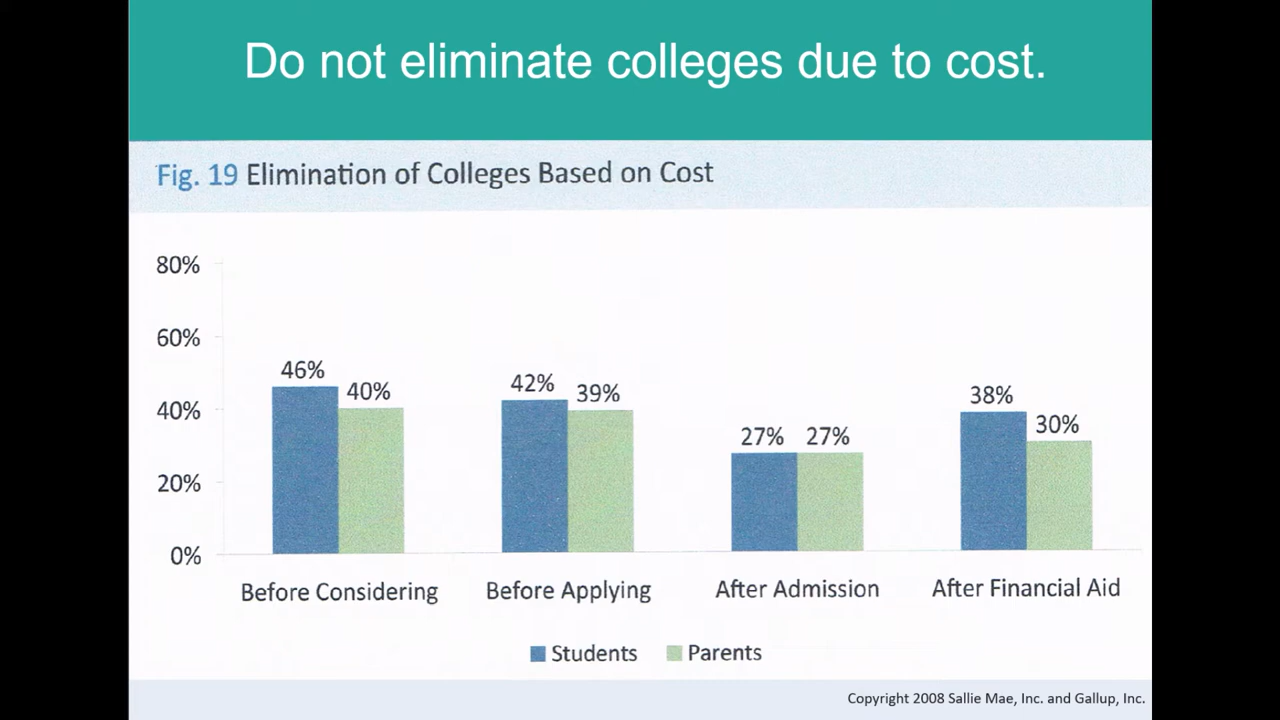 Do not eliminate colleges due to cost.
Fig. 19 Elimination of Colleges Based on Cost
80%
60%
40%
20%
0%
46%
40%
42%
39%
27%
27%
38%
30%
Before Considering
Before Applying
After Admission
After Financial Aid
Students
Parents
Copyright 2008 Sallie Mae, Inc. and Gallup, Inc.